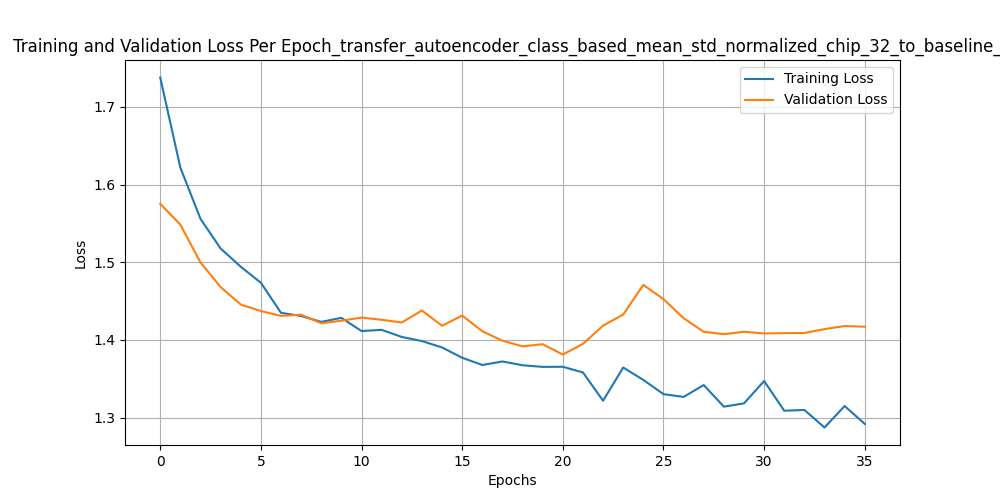 Training and Validation Loss Per Epoch_transfer_autoencoder_class_based_mean_std_normalized_chip_32_to_baseline_
Training Loss
Validation Loss
1.7
1.6
1.5
1.4
1.3
Loss
0 5 10 15 20 25 30 35
Epochs